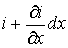 i + ∂i/∂x dx